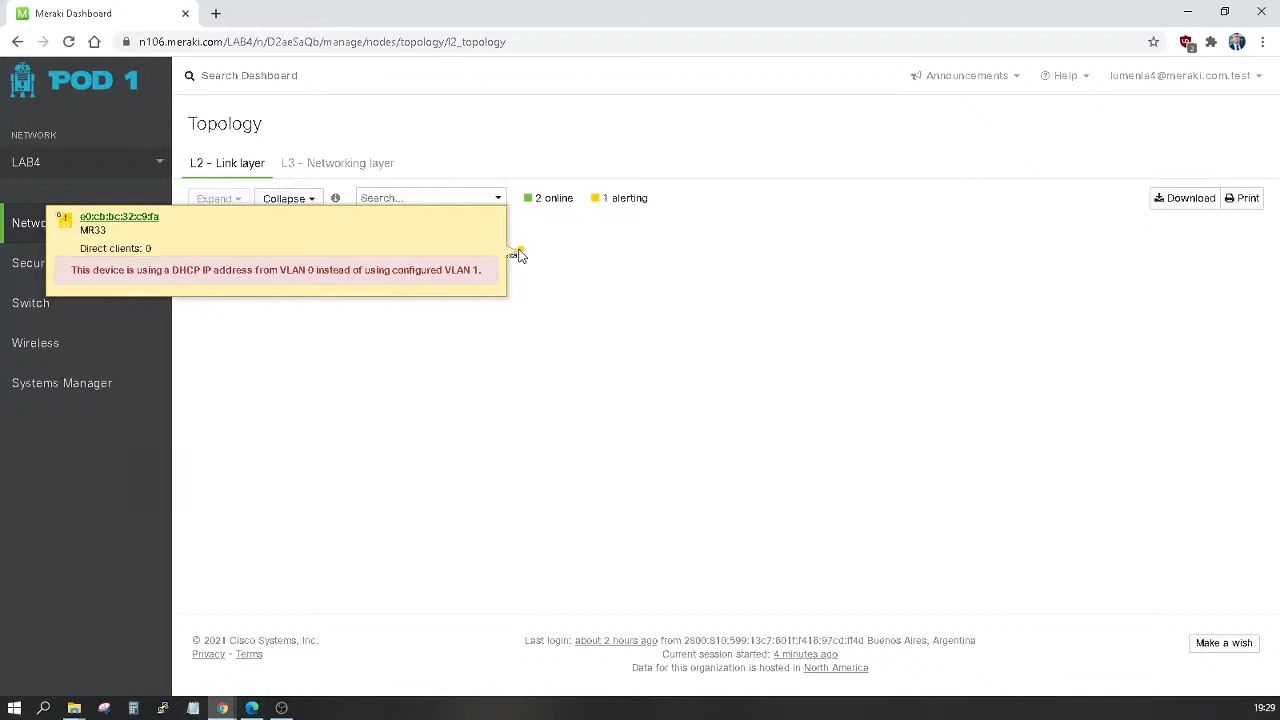 Meraki Dashboard
n106.meraki.com/LAB4/n/D2aeSaQb/manage/nodes/topology/l2_topology
2
POD 1
Search Dashboard
Announcements
Help
lumenia4@meraki.com.test
NETWORK
LAB4
Topology
L2 - Link layer
L3 - Networking layer
Expand
Collapse
Search...
2 online
1 alerting
Download
Print
e0:cb:bc:32:c9:fa
MR33
Direct clients: 0
This device is using a DHCP IP address from VLAN 0 instead of using configured VLAN 1.
Netwo
Secur
Switch
Wireless
Systems Manager
© 2021 Cisco Systems, Inc.
Privacy - Terms
Last login: about 2 hours ago from 2800:810:599:13c7:601f:f416:97cd:ff4d Buenos Aires, Argentina
Current session started: 4 minutes ago
Data for this organization is hosted in North America
Make a wish
19:29